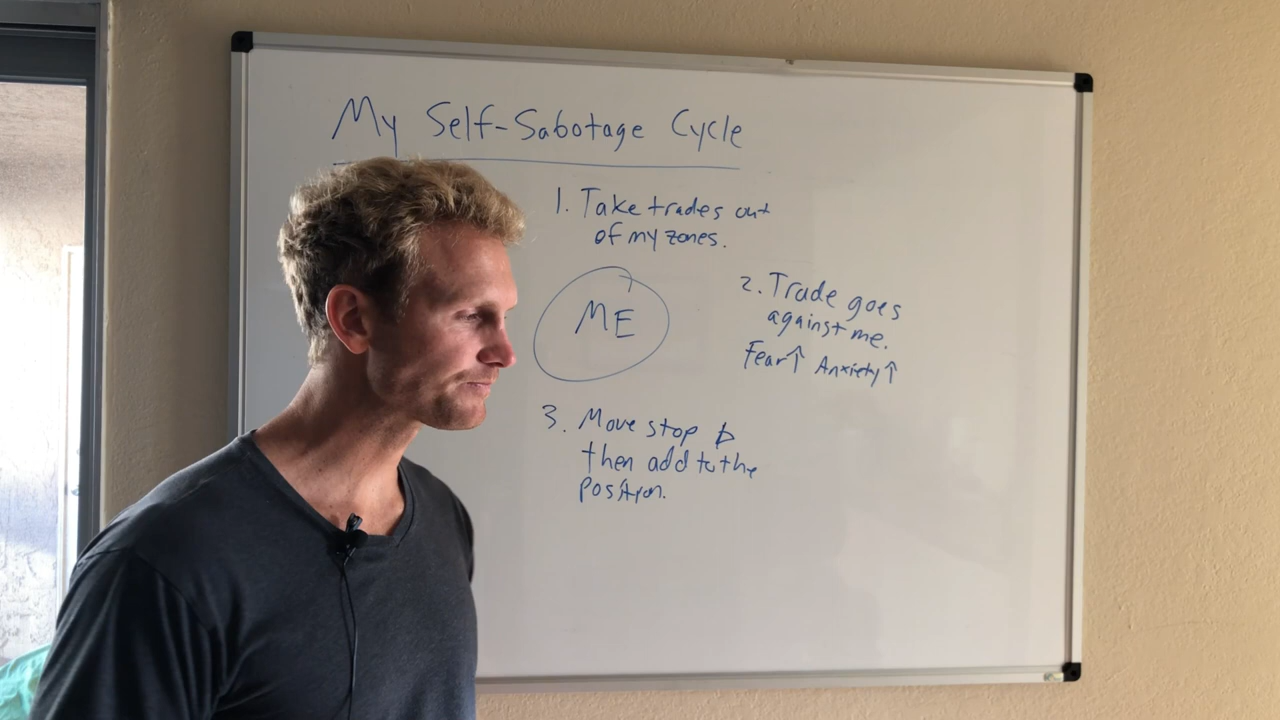 My Self-Sabotage Cycle
1. Take trades out
of my zones.
ME
2. Trade goes
against me.
Fear↑ Anxiety↑
3. Move stop &
then add to the
position.